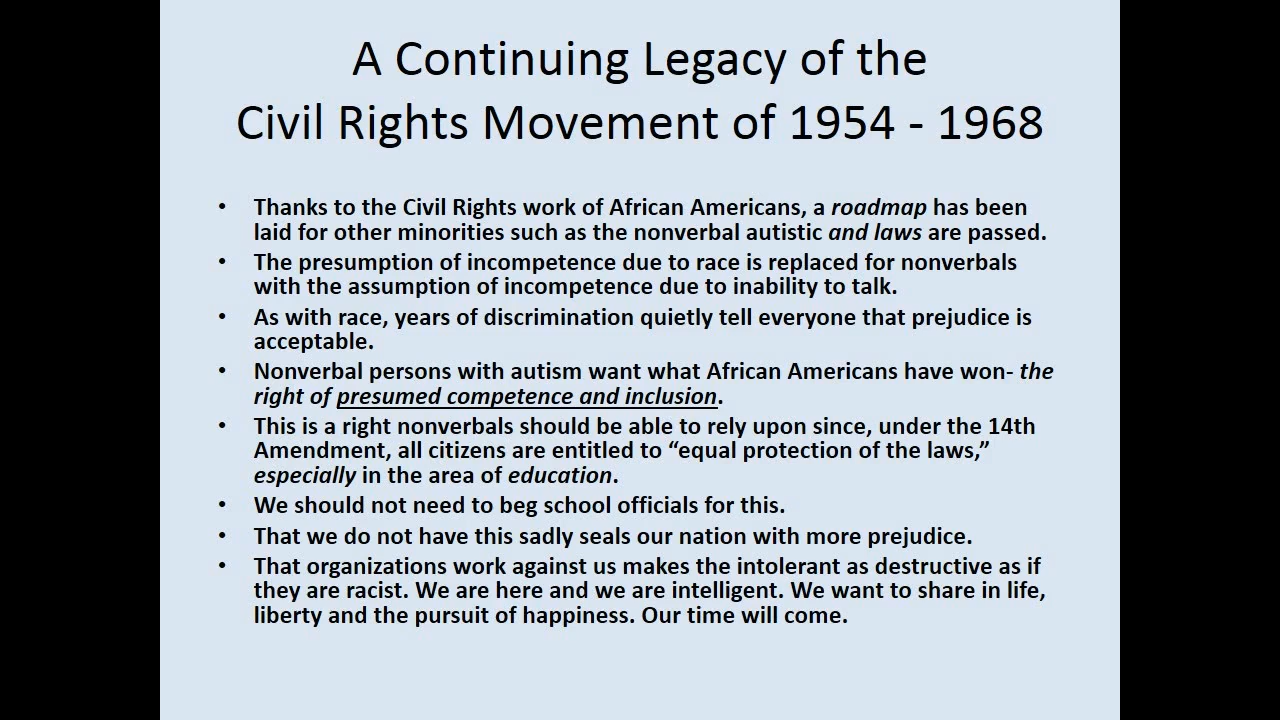 A Continuing Legacy of the
Civil Rights Movement of 1954 - 1968
• Thanks to the Civil Rights work of African Americans, a roadmap has been
laid for other minorities such as the nonverbal autistic and laws are passed.
• The presumption of incompetence due to race is replaced for nonverbals
with the assumption of incompetence due to inability to talk.
• As with race, years of discrimination quietly tell everyone that prejudice is
acceptable.
• Nonverbal persons with autism want what African Americans have won- the
right of presumed competence and inclusion.
• This is a right nonverbals should be able to rely upon since, under the 14th
Amendment, all citizens are entitled to “equal protection of the laws,”
especially in the area of education.
• We should not need to beg school officials for this.
• That we do not have this sadly seals our nation with more prejudice.
• That organizations work against us makes the intolerant as destructive as if
they are racist. We are here and we are intelligent. We want to share in life,
liberty and the pursuit of happiness. Our time will come.